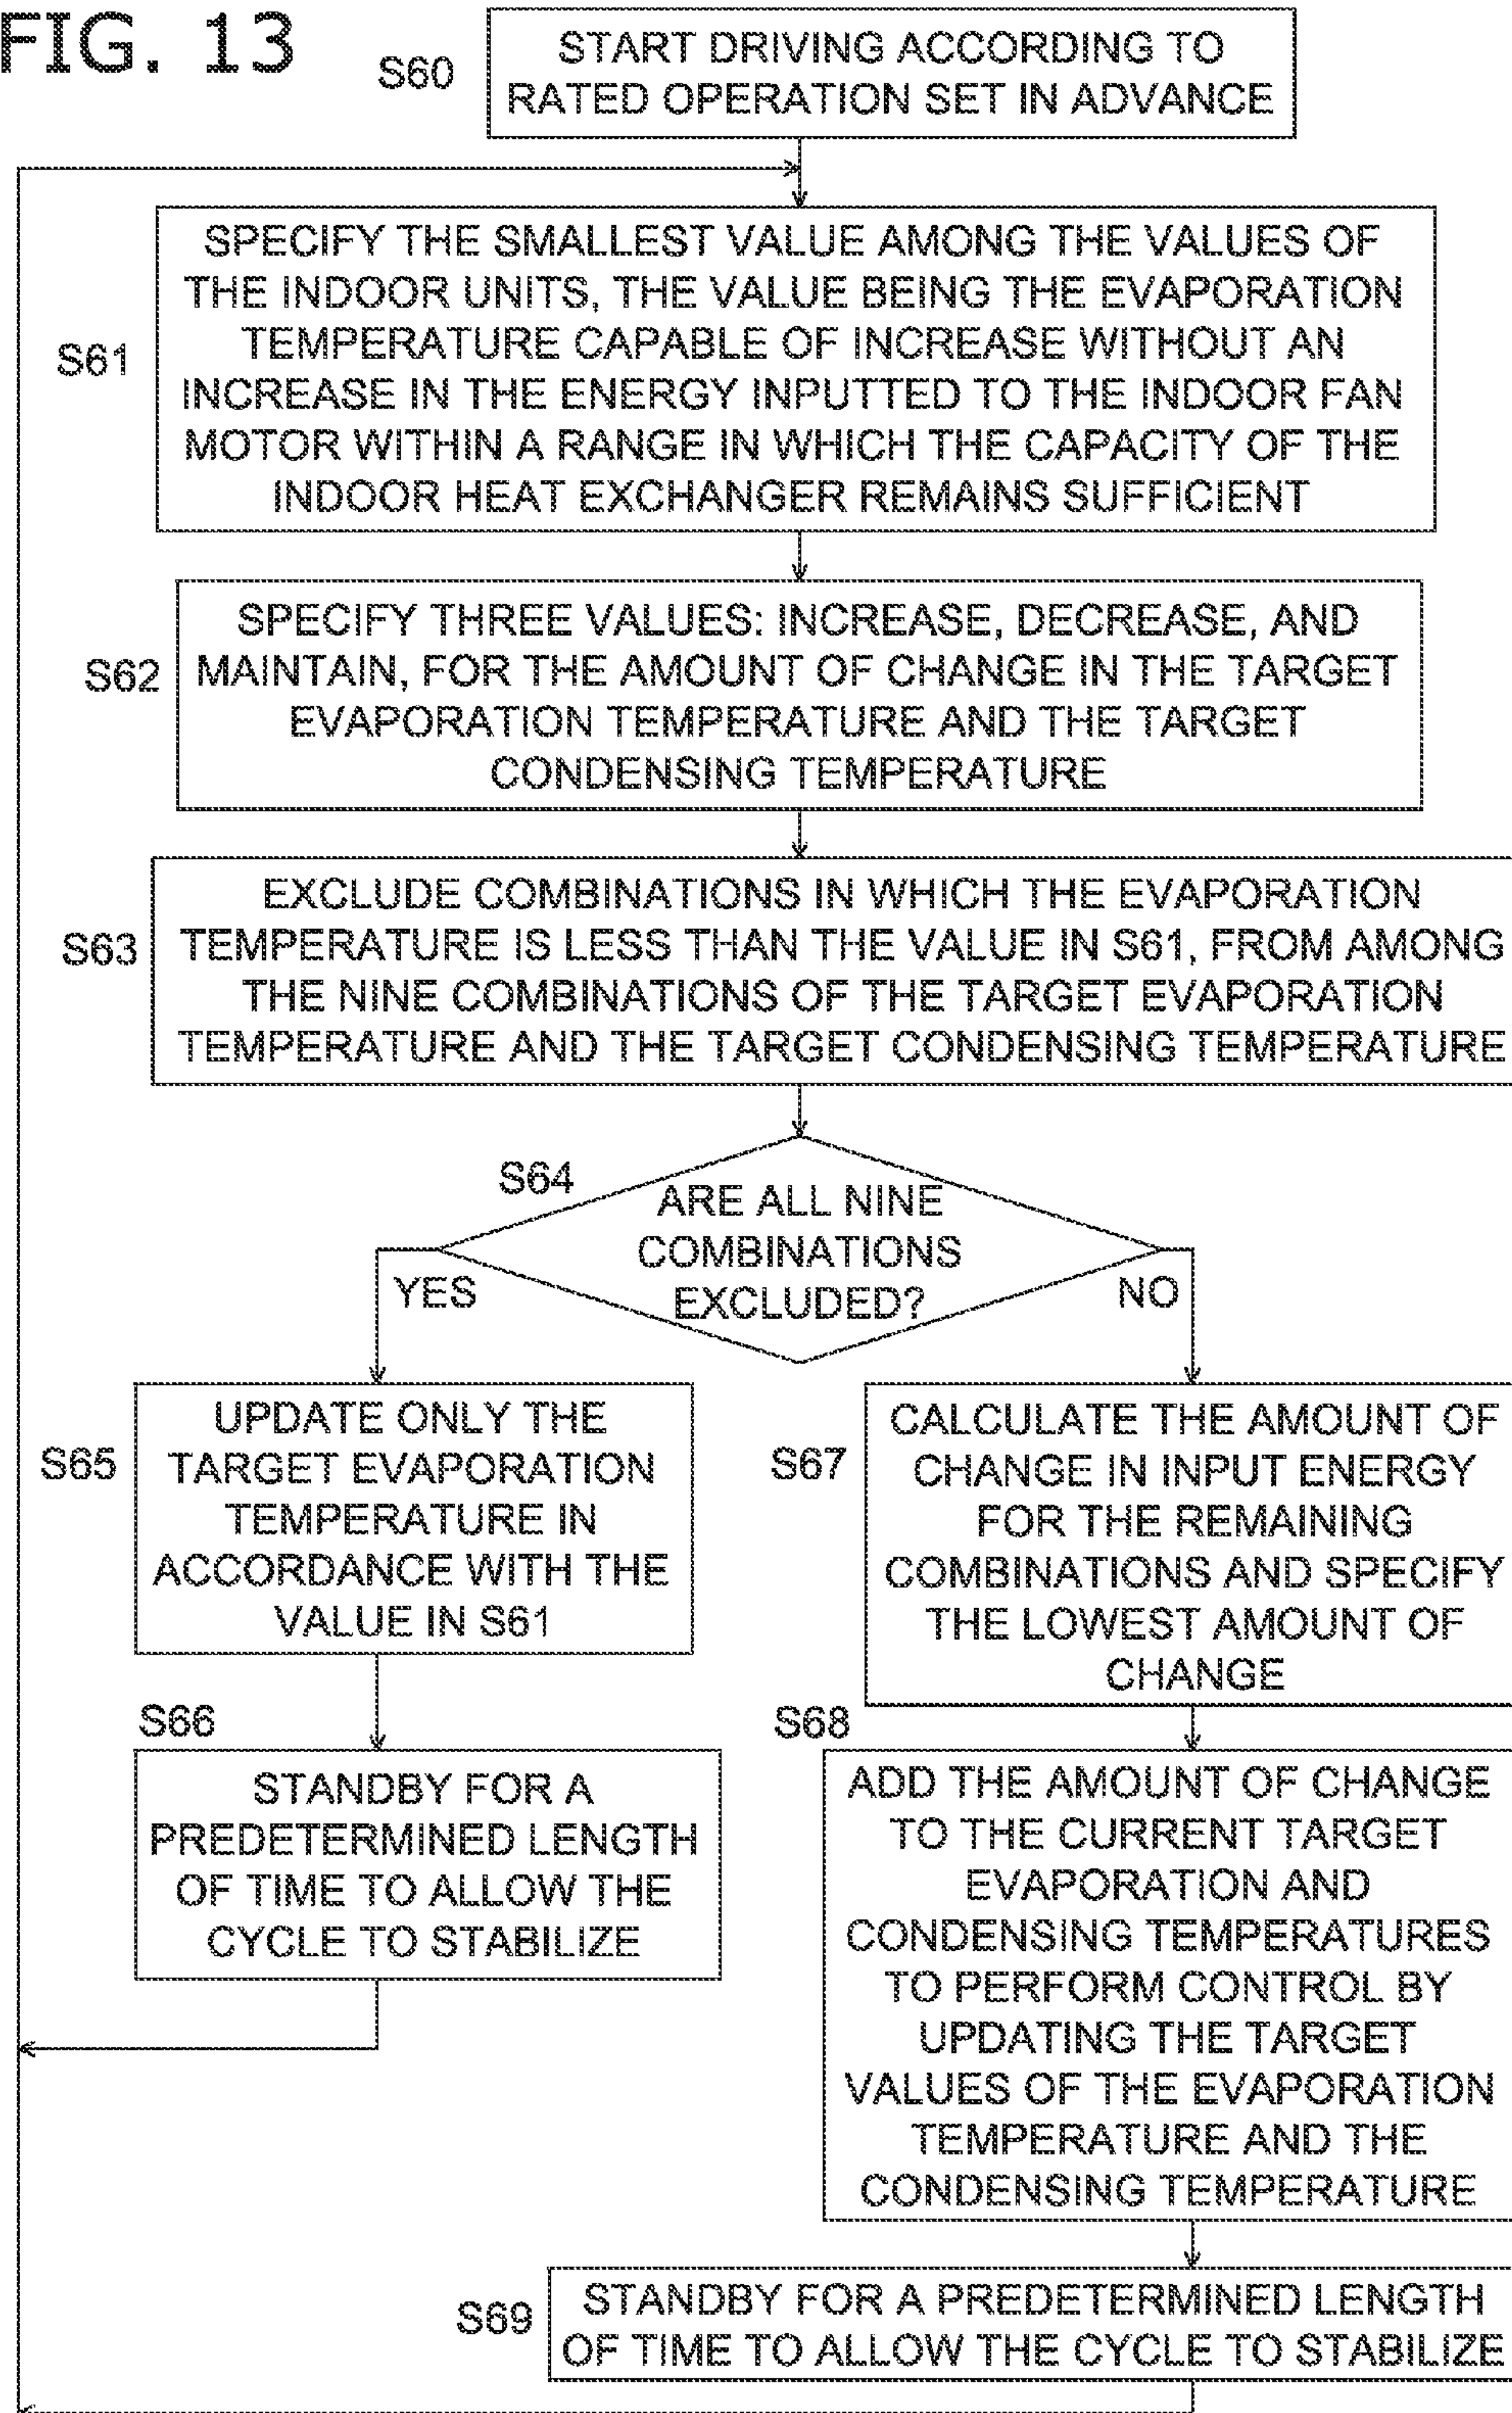 FIG. 13
S60
START DRIVING ACCORDING TO
RATED OPERATION SET IN ADVANCE
S61
SPECIFY THE SMALLEST VALUE AMONG THE VALUES OF
THE INDOOR UNITS, THE VALUE BEING THE EVAPORATION
TEMPERATURE CAPABLE OF INCREASE WITHOUT AN
INCREASE IN THE ENERGY INPUTTED TO THE INDOOR FAN
MOTOR WITHIN A RANGE IN WHICH THE CAPACITY OF THE
INDOOR HEAT EXCHANGER REMAINS SUFFICIENT
S62
SPECIFY THREE VALUES: INCREASE, DECREASE, AND
MAINTAIN, FOR THE AMOUNT OF CHANGE IN THE TARGET
EVAPORATION TEMPERATURE AND THE TARGET
CONDENSING TEMPERATURE
S63
EXCLUDE COMBINATIONS IN WHICH THE EVAPORATION
TEMPERATURE IS LESS THAN THE VALUE IN S61, FROM AMONG
THE NINE COMBINATIONS OF THE TARGET EVAPORATION
TEMPERATURE AND THE TARGET CONDENSING TEMPERATURE
S64
ARE ALL NINE
COMBINATIONS
EXCLUDED?
YES
NO
S65
UPDATE ONLY THE
TARGET EVAPORATION
TEMPERATURE IN
ACCORDANCE WITH THE
VALUE IN S61
S66
STANDBY FOR A
PREDETERMINED LENGTH
OF TIME TO ALLOW THE
CYCLE TO STABILIZE
S67
CALCULATE THE AMOUNT OF
CHANGE IN INPUT ENERGY
FOR THE REMAINING
COMBINATIONS AND SPECIFY
THE LOWEST AMOUNT OF
CHANGE
S68
ADD THE AMOUNT OF CHANGE
TO THE CURRENT TARGET
EVAPORATION AND
CONDENSING TEMPERATURES
TO PERFORM CONTROL BY
UPDATING THE TARGET
VALUES OF THE EVAPORATION
TEMPERATURE AND THE
CONDENSING TEMPERATURE
S69
STANDBY FOR A PREDETERMINED LENGTH
OF TIME TO ALLOW THE CYCLE TO STABILIZE